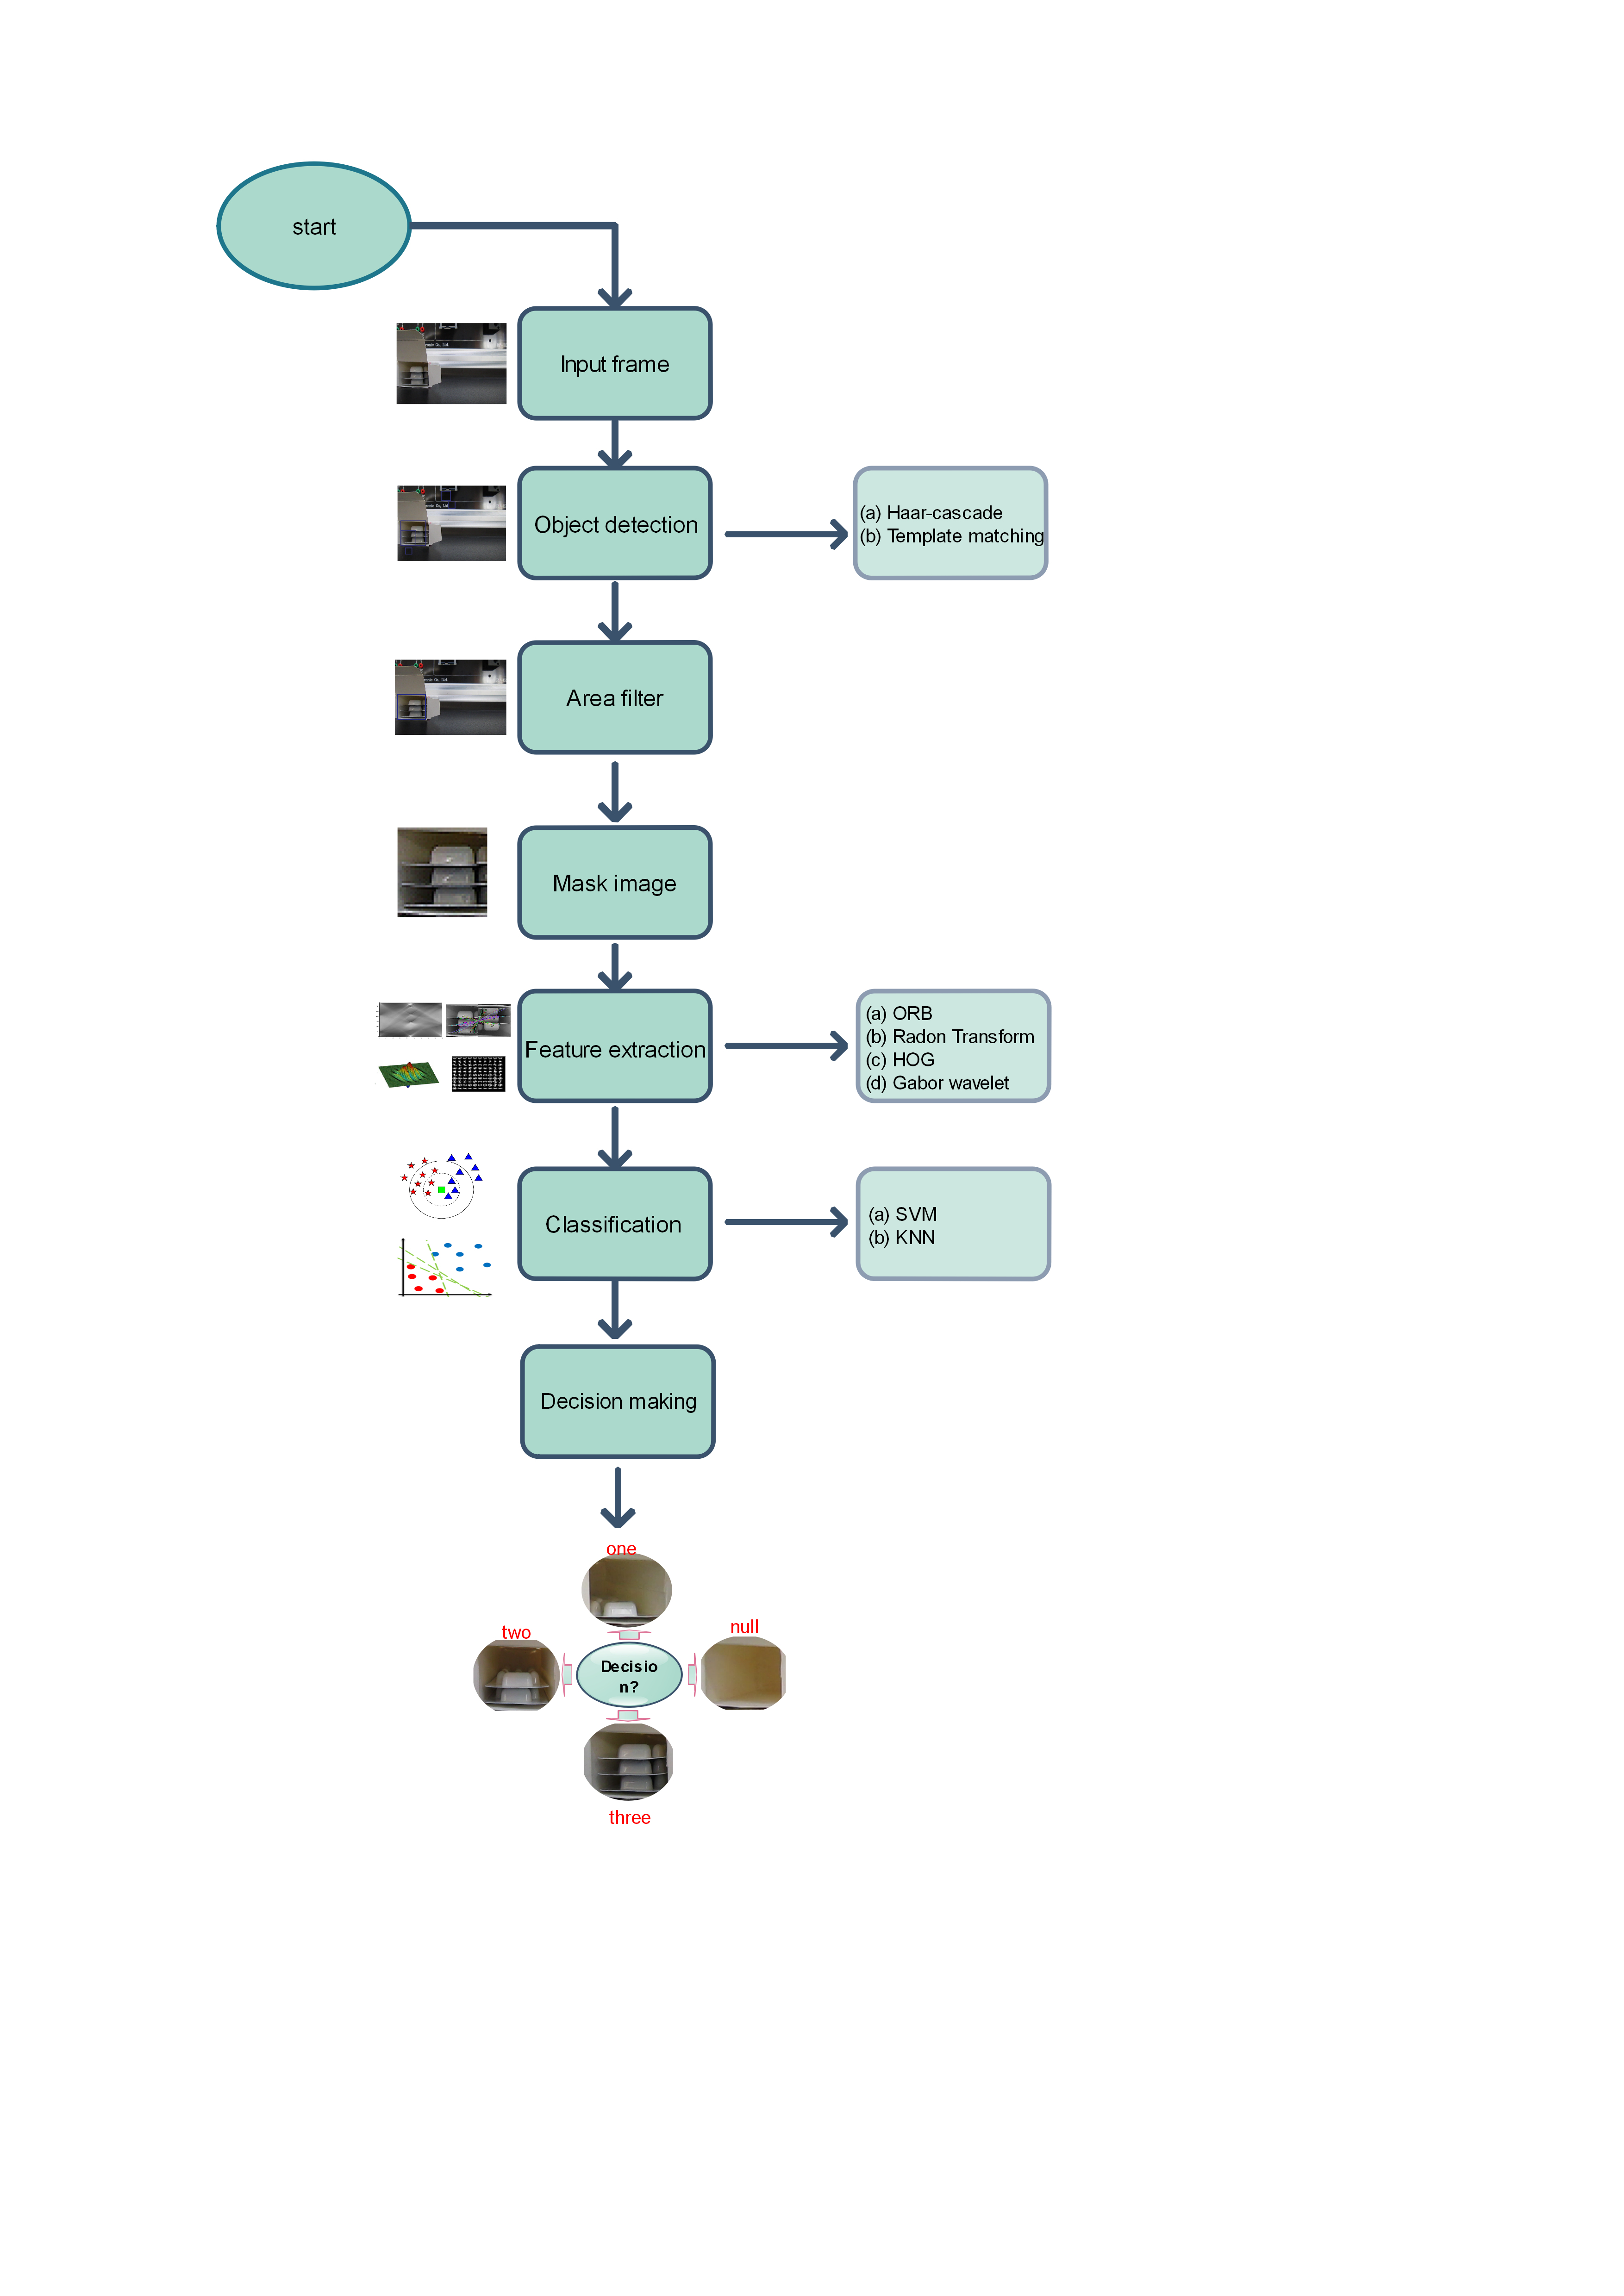 start
Input frame
Object detection
(a) Haar-cascade
(b) Template matching
Area filter
Mask image
Feature extraction
(a) ORB
(b) Radon Transform
(c) HOG
(d) Gabor wavelet
Classification
(a) SVM
(b) KNN
Decision making
one
two
null
Decisio
n?
three